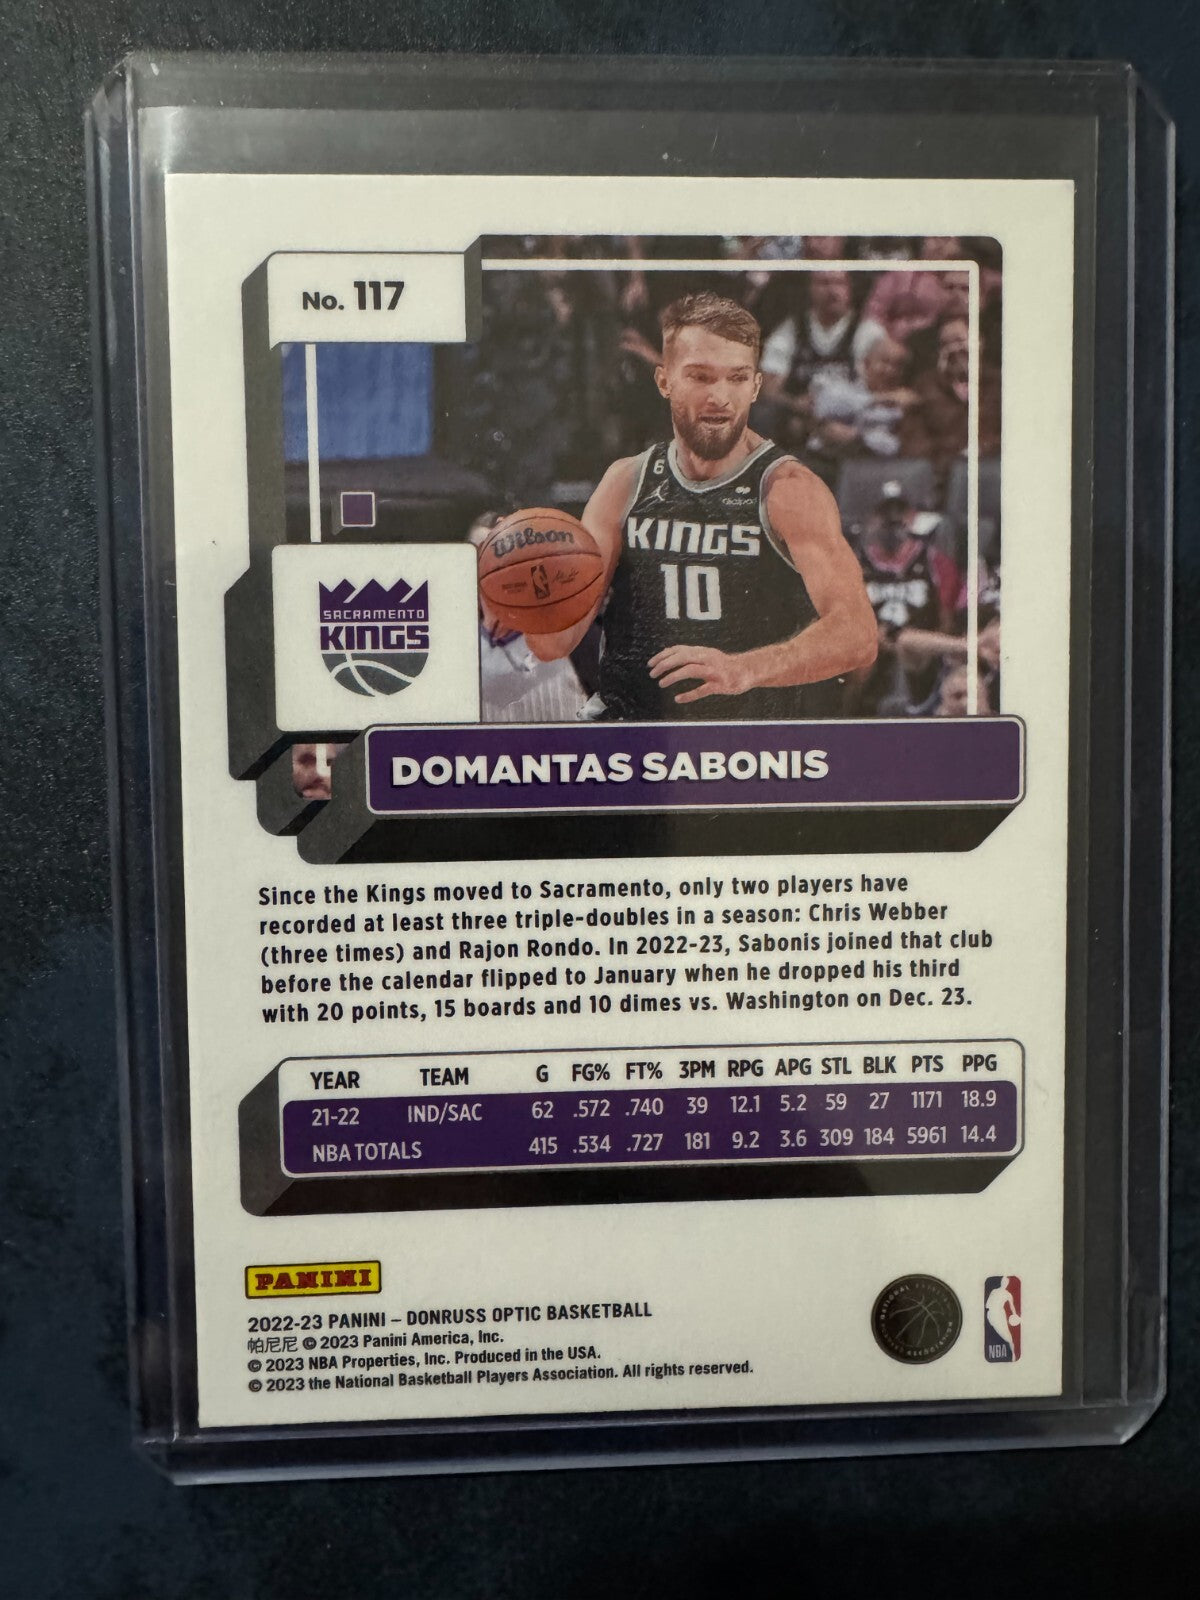 No. 117
Wilson
6
KINGS
10
SACRAMENTO
KINGS
DOMANTAS SABONIS
Since the Kings moved to Sacramento, only two players have
recorded at least three triple-doubles in a season: Chris Webber
(three times) and Rajon Rondo. In 2022-23, Sabonis joined that club
before the calendar flipped to January when he dropped his third
with 20 points, 15 boards and 10 dimes vs. Washington on Dec. 23.
YEAR TEAM G FG% FT% 3PM RPG APG STL BLK PTS PPG
21-22 IND/SAC 62 .572 .740 39 12.1 5.2 59 27 1171 18.9
NBA TOTALS 415 .534 .727 181 9.2 3.6 309 184 5961 14.4
PANINI
2022-23 PANINI – DONRUSS OPTIC BASKETBALL
帕尼尼 © 2023 Panini America, Inc.
© 2023 NBA Properties, Inc. Produced in the USA.
© 2023 the National Basketball Players Association. All rights reserved.
NATIONAL BASKETBALL PLAYERS ASSOCIATION
NBA